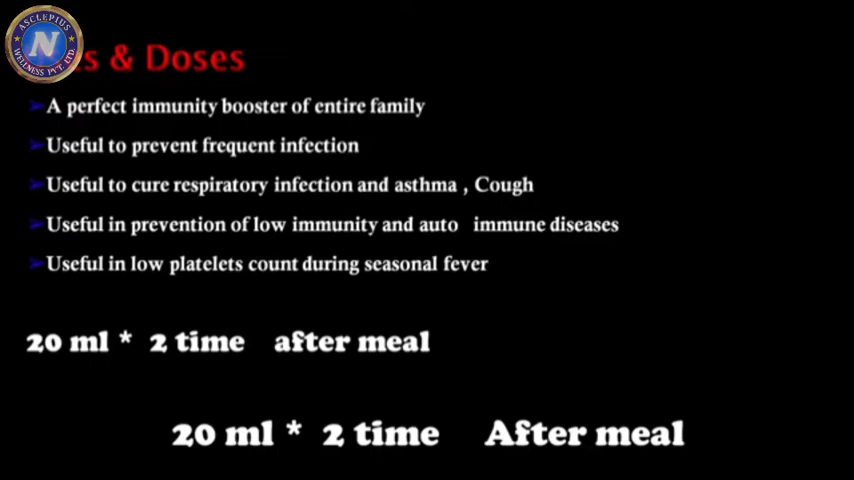 ASCLEPIUS
N
WELLNESS PVT. LTD.
& Doses
➢ A perfect immunity booster of entire family
➢ Useful to prevent frequent infection
➢ Useful to cure respiratory infection and asthma , Cough
➢ Useful in prevention of low immunity and auto immune diseases
➢ Useful in low platelets count during seasonal fever
20 ml * 2 time after meal
20 ml * 2 time After meal